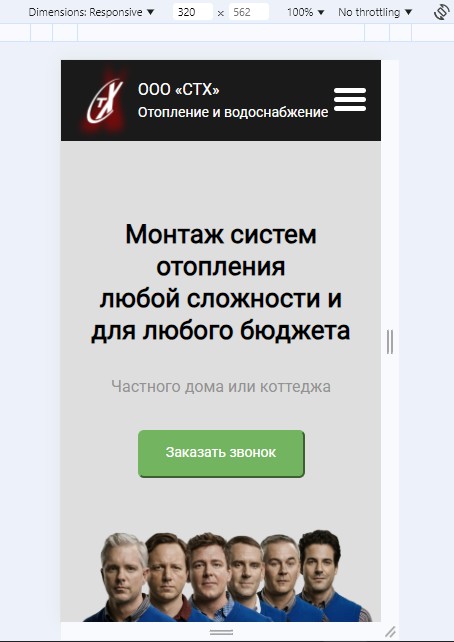 Dimensions: Responsive ▼ 320 × 562 100% ▼ No throttling ▼
СТХ
ООО «СТХ»
Отопление и водоснабжение
Монтаж систем
отопления
любой сложности и
для любого бюджета
Частного дома или коттеджа
Заказать звонок